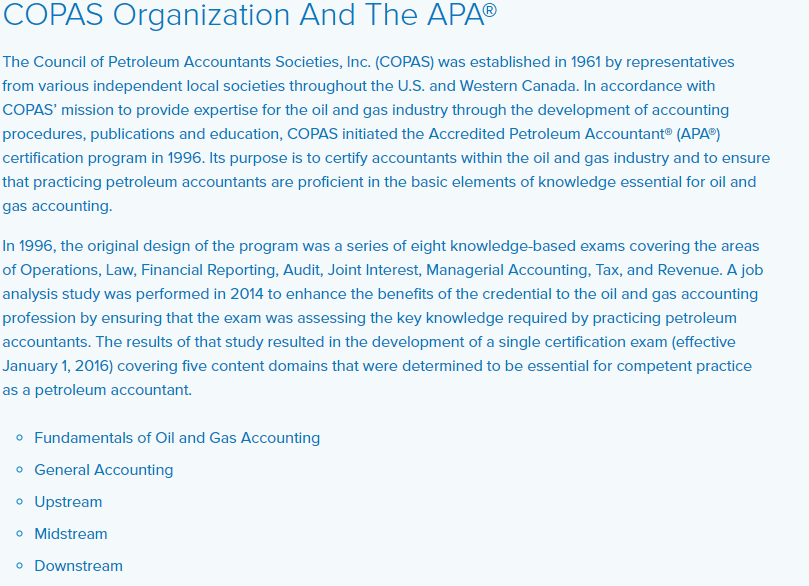 COPAS Organization And The APA®
The Council of Petroleum Accountants Societies, Inc. (COPAS) was established in 1961 by representatives
from various independent local societies throughout the U.S. and Western Canada. In accordance with
COPAS’ mission to provide expertise for the oil and gas industry through the development of accounting
procedures, publications and education, COPAS initiated the Accredited Petroleum Accountant® (APA®)
certification program in 1996. Its purpose is to certify accountants within the oil and gas industry and to ensure
that practicing petroleum accountants are proficient in the basic elements of knowledge essential for oil and
gas accounting.
In 1996, the original design of the program was a series of eight knowledge-based exams covering the areas
of Operations, Law, Financial Reporting, Audit, Joint Interest, Managerial Accounting, Tax, and Revenue. A job
analysis study was performed in 2014 to enhance the benefits of the credential to the oil and gas accounting
profession by ensuring that the exam was assessing the key knowledge required by practicing petroleum
accountants. The results of that study resulted in the development of a single certification exam (effective
January 1, 2016) covering five content domains that were determined to be essential for competent practice
as a petroleum accountant.
Fundamentals of Oil and Gas Accounting
General Accounting
Upstream
Midstream
Downstream